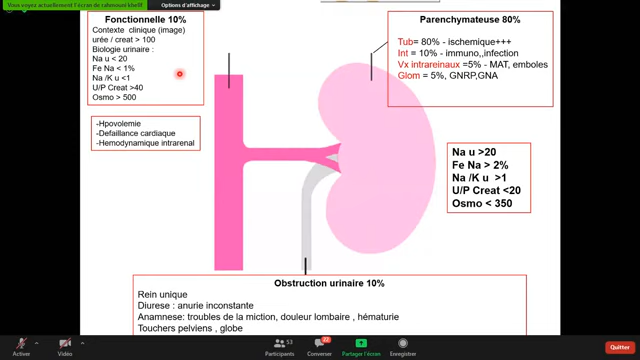 Vous voyez actuellement l'écran de rahmouni khelil
Options d'affichage
Fonctionnelle 10%
Contexte clinique (image)
urée / creat > 100
Biologie urinaire :
Na u < 20
Fe Na < 1%
Na /K u <1
U/P Creat >40
Osmo > 500
-Hpovolemie
-Defaillance cardiaque
-Hemodynamique intrarenal
Parenchymateuse 80%
Tub= 80% - ischemique+++
Int = 10% - immuno,,infection
Vx intrareinaux =5% - MAT, emboles
Glom = 5%, GNRP,GNA
Na u >20
Fe Na > 2%
Na /K u >1
U/P Creat <20
Osmo < 350
Obstruction urinaire 10%
Rein unique
Diurese : anurie inconstante
Anamnese: troubles de la miction, douleur lombaire , hématurie
Touchers pelviens , globe
Activer
Vidéo
53
Participants
22
Converser
Partager l'écran
Enregistrer
Quitter